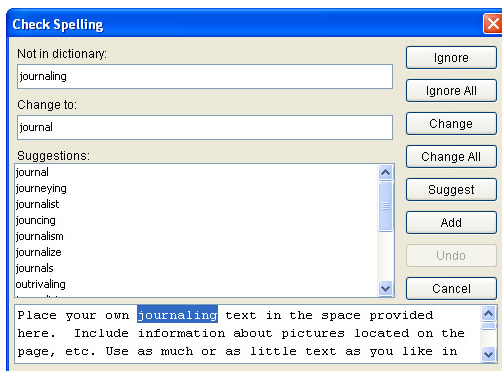 Check Spelling
Not in dictionary:
journaling
Ignore
Ignore All
Change to:
journal
Change
Change All
Suggestions:
journal
journeying
journalist
jouncing
journalism
journalize
journals
outrivaling
Suggest
Add
Undo
Cancel
Place your own journaling text in the space provided
here.  Include information about pictures located on the
page, etc. Use as much or as little text as you like in